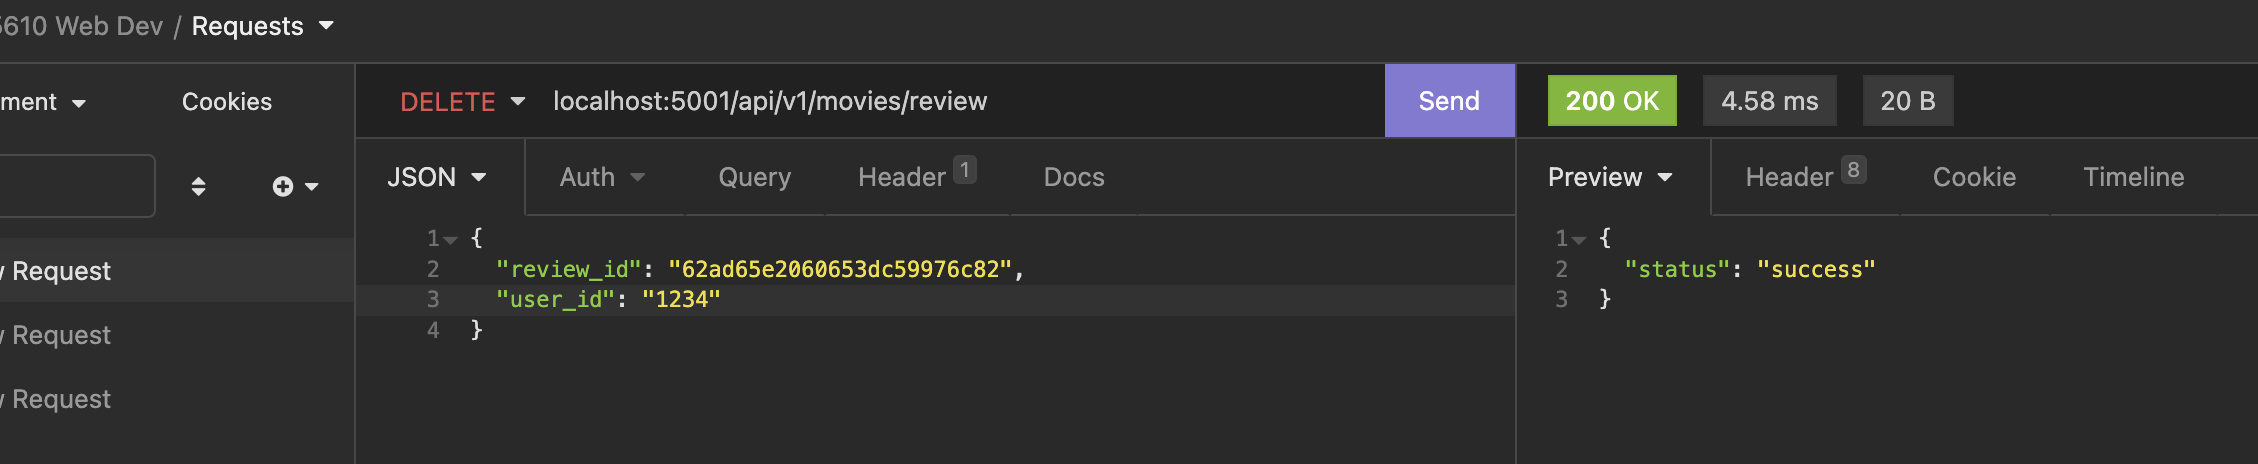 5610 Web Dev / Requests
ment
Cookies
DELETE localhost:5001/api/v1/movies/review
Send
200 OK 4.58 ms 20 B
JSON Auth Query Header 1 Docs
Preview Header 8 Cookie Timeline
Request
Request
Request
1 {
2 "review_id": "62ad65e2060653dc59976c82",
3 "user_id": "1234"
4 }
1 {
2 "status": "success"
3 }